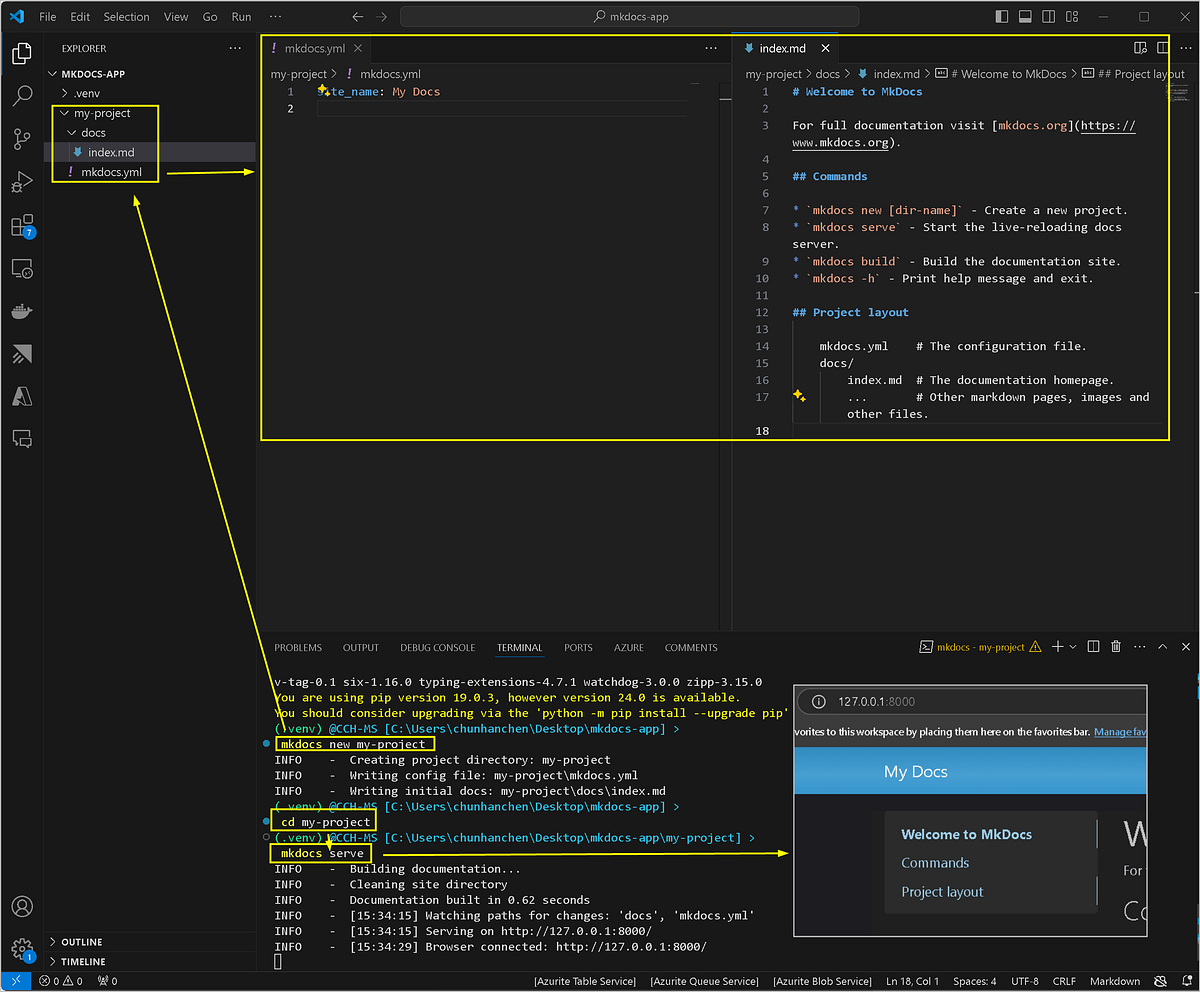 File Edit Selection View Go Run ··· mkdocs-app
EXPLORER ···
MKDOCS-APP
.venv
my-project
docs
index.md
! mkdocs.yml
7
1
OUTLINE
TIMELINE
! mkdocs.yml ···
my-project > ! mkdocs.yml
1 site_name: My Docs
2
index.md ···
my-project > docs > index.md > # Welcome to MkDocs > ## Project layout
1 # Welcome to MkDocs
2
3 For full documentation visit [mkdocs.org](https://
www.mkdocs.org).
4
5 ## Commands
6
7 * `mkdocs new [dir-name]` - Create a new project.
8 * `mkdocs serve` - Start the live-reloading docs
server.
9 * `mkdocs build` - Build the documentation site.
10 * `mkdocs -h` - Print help message and exit.
11
12 ## Project layout
13
14 mkdocs.yml # The configuration file.
15 docs/
16 index.md # The documentation homepage.
17 ... # Other markdown pages, images and
other files.
18
PROBLEMS OUTPUT DEBUG CONSOLE TERMINAL PORTS AZURE COMMENTS mkdocs - my-project ···
v-tag-0.1 six-1.16.0 typing-extensions-4.7.1 watchdog-3.0.0 zipp-3.15.0
You are using pip version 19.0.3, however version 24.0 is available.
You should consider upgrading via the 'python -m pip install --upgrade pip'
(.venv) @CCH-MS [C:\Users\chunhanchen\Desktop\mkdocs-app] >
mkdocs new my-project
INFO - Creating project directory: my-project
INFO - Writing config file: my-project\mkdocs.yml
INFO - Writing initial docs: my-project\docs\index.md
(.venv) @CCH-MS [C:\Users\chunhanchen\Desktop\mkdocs-app] >
cd my-project
(.venv) @CCH-MS [C:\Users\chunhanchen\Desktop\mkdocs-app\my-project] >
mkdocs serve
INFO - Building documentation...
INFO - Cleaning site directory
INFO - Documentation built in 0.62 seconds
INFO - [15:34:15] Watching paths for changes: 'docs', 'mkdocs.yml'
INFO - [15:34:15] Serving on http://127.0.0.1:8000/
INFO - [15:34:29] Browser connected: http://127.0.0.1:8000/
127.0.0.1:8000
vorites to this workspace by placing them here on the favorites bar. Manage fav
My Docs
Welcome to MkDocs
Commands
Project layout
W
For
Co
0 0 0 [Azurite Table Service] [Azurite Queue Service] [Azurite Blob Service] Ln 18, Col 1 Spaces: 4 UTF-8 CRLF Markdown